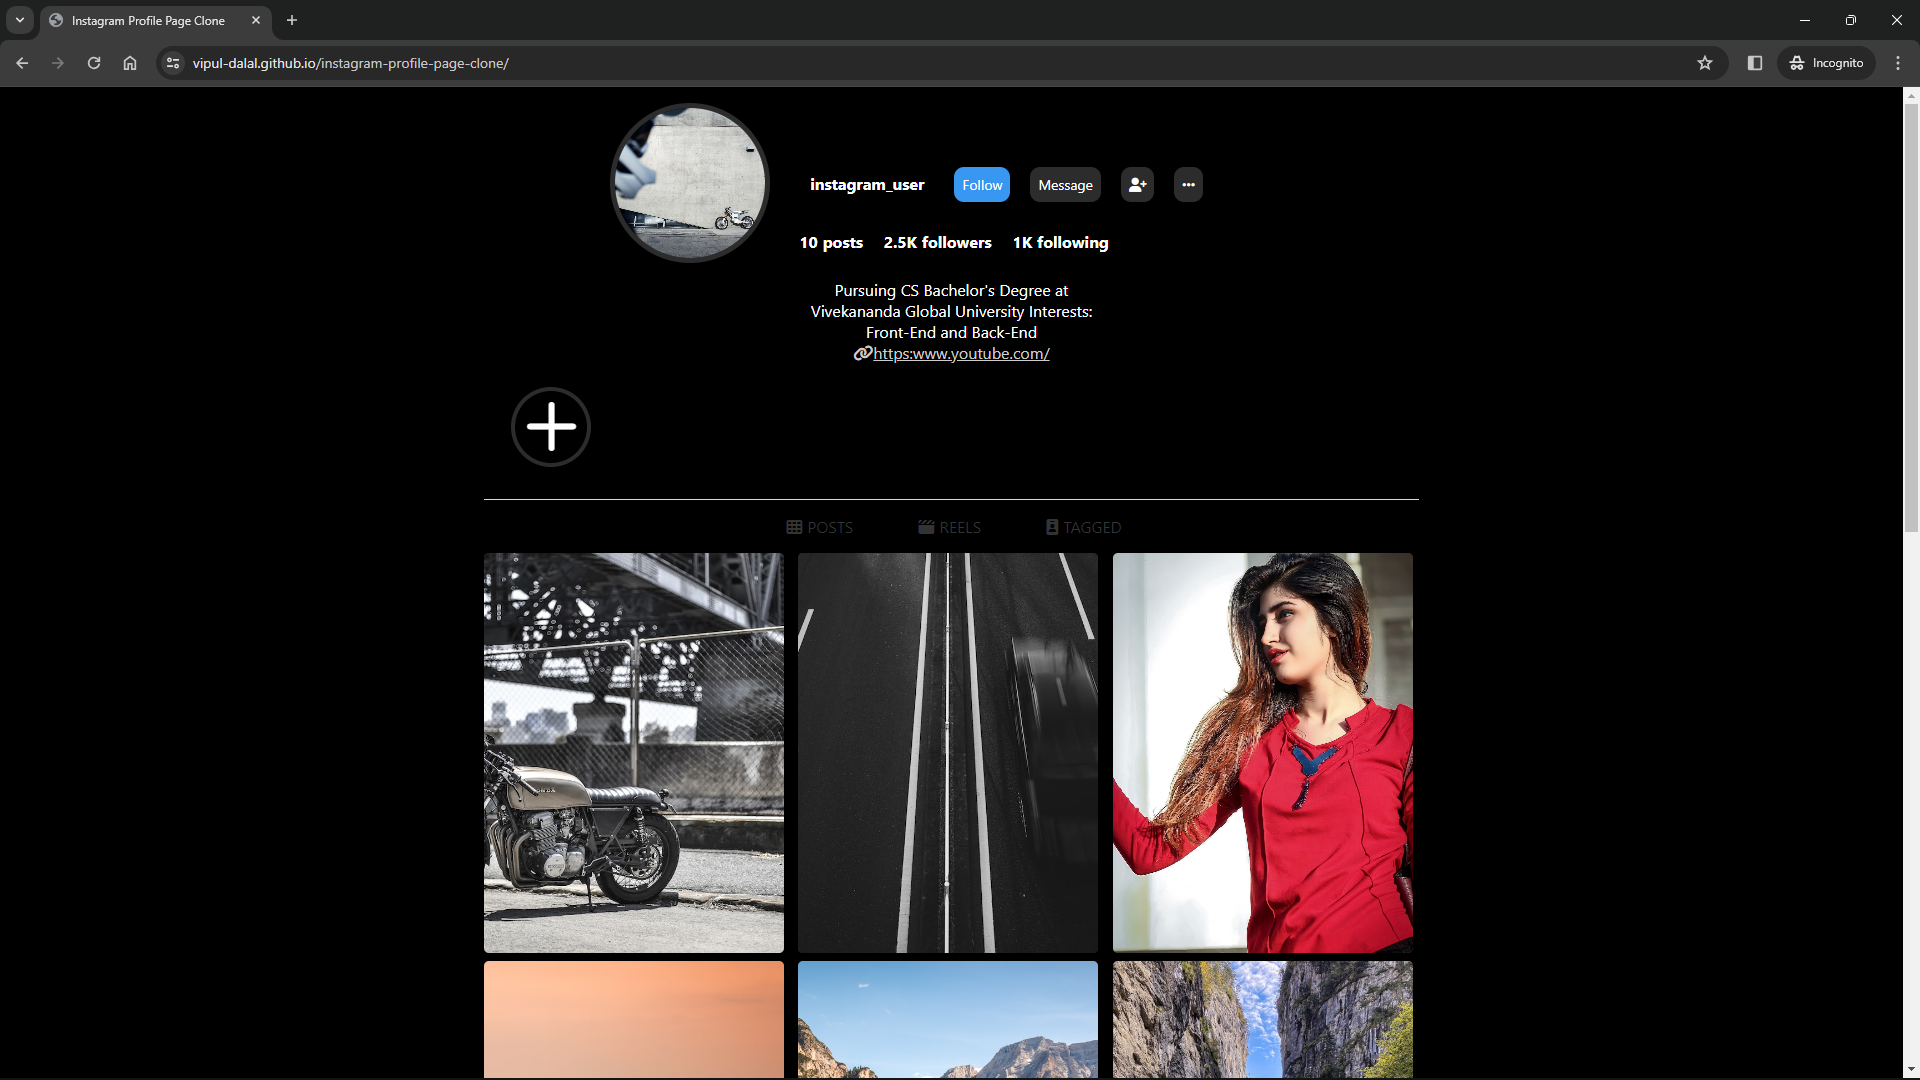 Instagram Profile Page Clone
vipul-dalal.github.io/instagram-profile-page-clone/
Incognito
instagram_user Follow Message
10 posts 2.5K followers 1K following
Pursuing CS Bachelor's Degree at
Vivekananda Global University Interests:
Front-End and Back-End
https:www.youtube.com/
POSTS REELS TAGGED